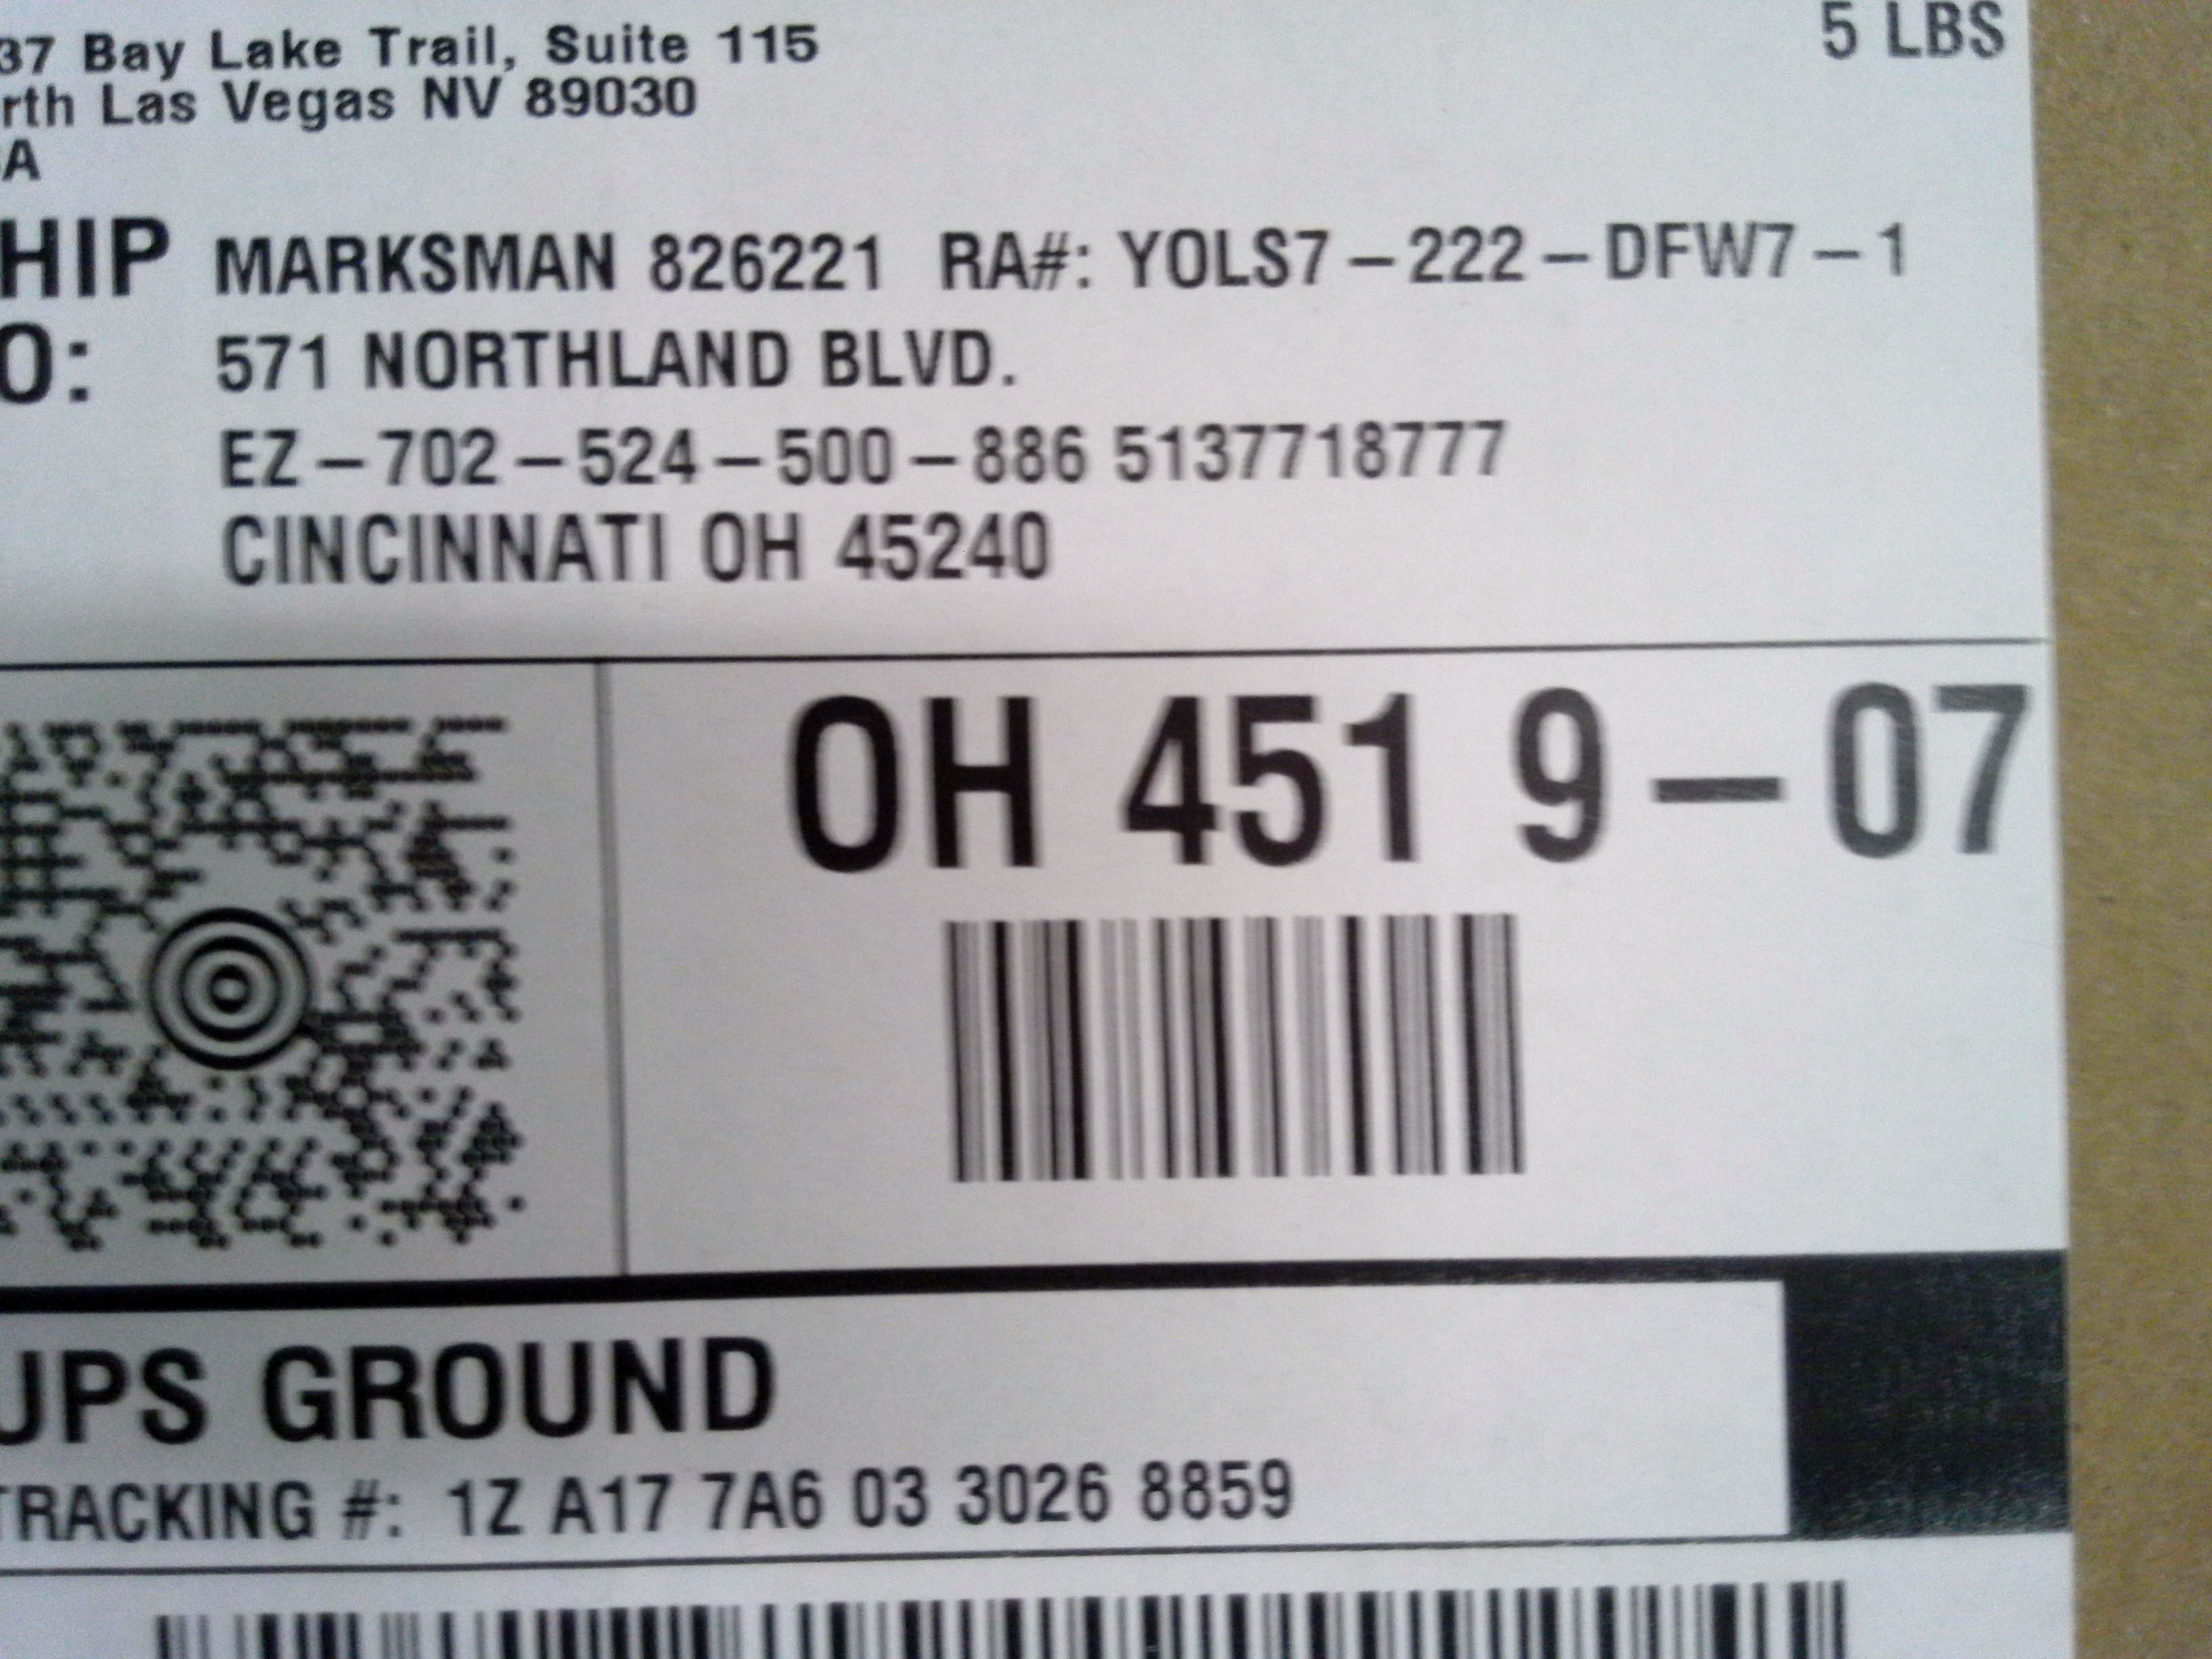 37 Bay Lake Trail, Suite 115
rth Las Vegas NV 89030
A
5 LBS
HIP MARKSMAN 826221 RA#: YOLS7-222-DFW7-1
O: 571 NORTHLAND BLVD.
EZ-702-524-500-886 5137718777
CINCINNATI OH 45240
OH 451 9-07
UPS GROUND
TRACKING #: 1Z A17 7A6 03 3026 8859